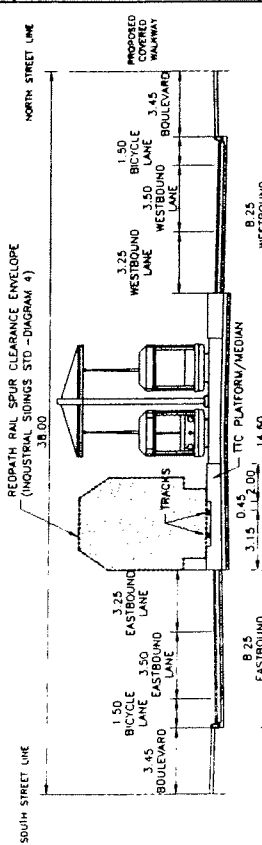 SOUTH STREET LINE
NORTH STREET LINE
REDPATH RAIL SPUR CLEARANCE ENVELOPE
(INDUSTRIAL SIDINGS STD -DIAGRAM 4)
38.00
PROPOSED
COVERED
WALKWAY
3.45
BOULEVARD
1.50
BICYCLE
LANE
3.50
EASTBOUND
LANE
3.25
EASTBOUND
LANE
TRACKS
TTC PLATFORM/MEDIAN
3.25
WESTBOUND
LANE
3.50
WESTBOUND
LANE
1.50
BICYCLE
LANE
3.45
BOULEVARD
8.25
EASTBOUND
3.15
0.45
2.00
14.60
8.25
WESTBOUND